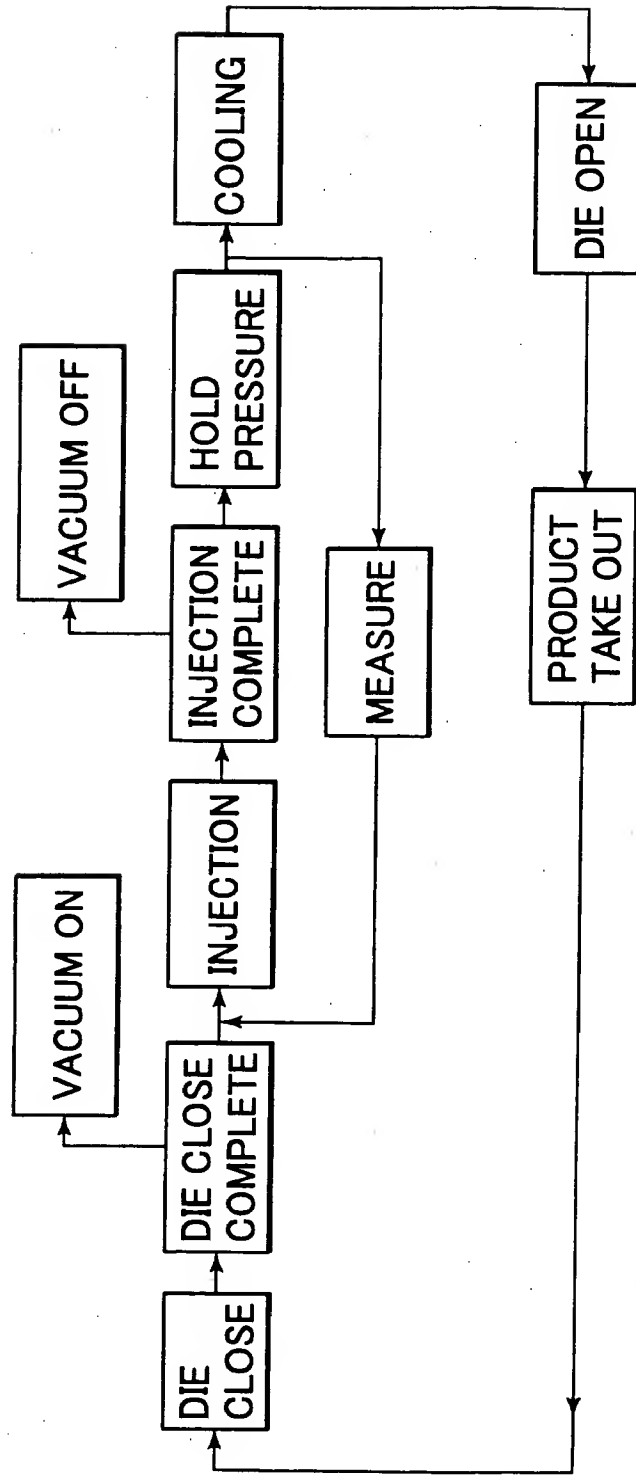 VACUUM ON
VACUUM OFF
DIE
CLOSE
DIE CLOSE
COMPLETE
INJECTION
INJECTION
COMPLETE
HOLD
PRESSURE
COOLING
MEASURE
PRODUCT
TAKE OUT
DIE OPEN